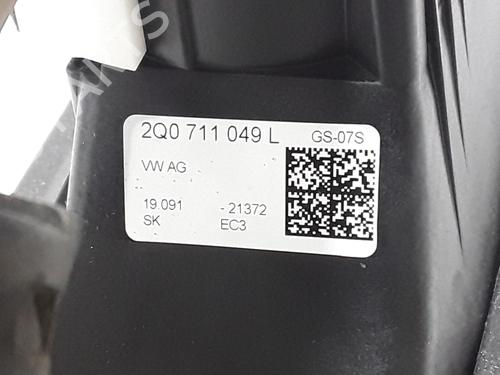 2Q0 711 049 L GS-07S
VW AG
19.091 - 21372
SK EC3